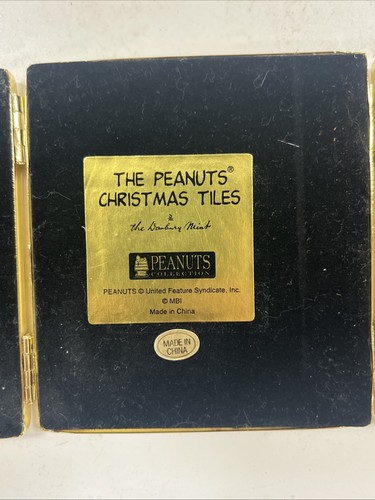 THE PEANUTS®
CHRISTMAS TILES
&
the Danbury Mint
PEANUTS
COLLECTION
PEANUTS © United Feature Syndicate, Inc.
© MBI
Made in China
MADE IN
CHINA